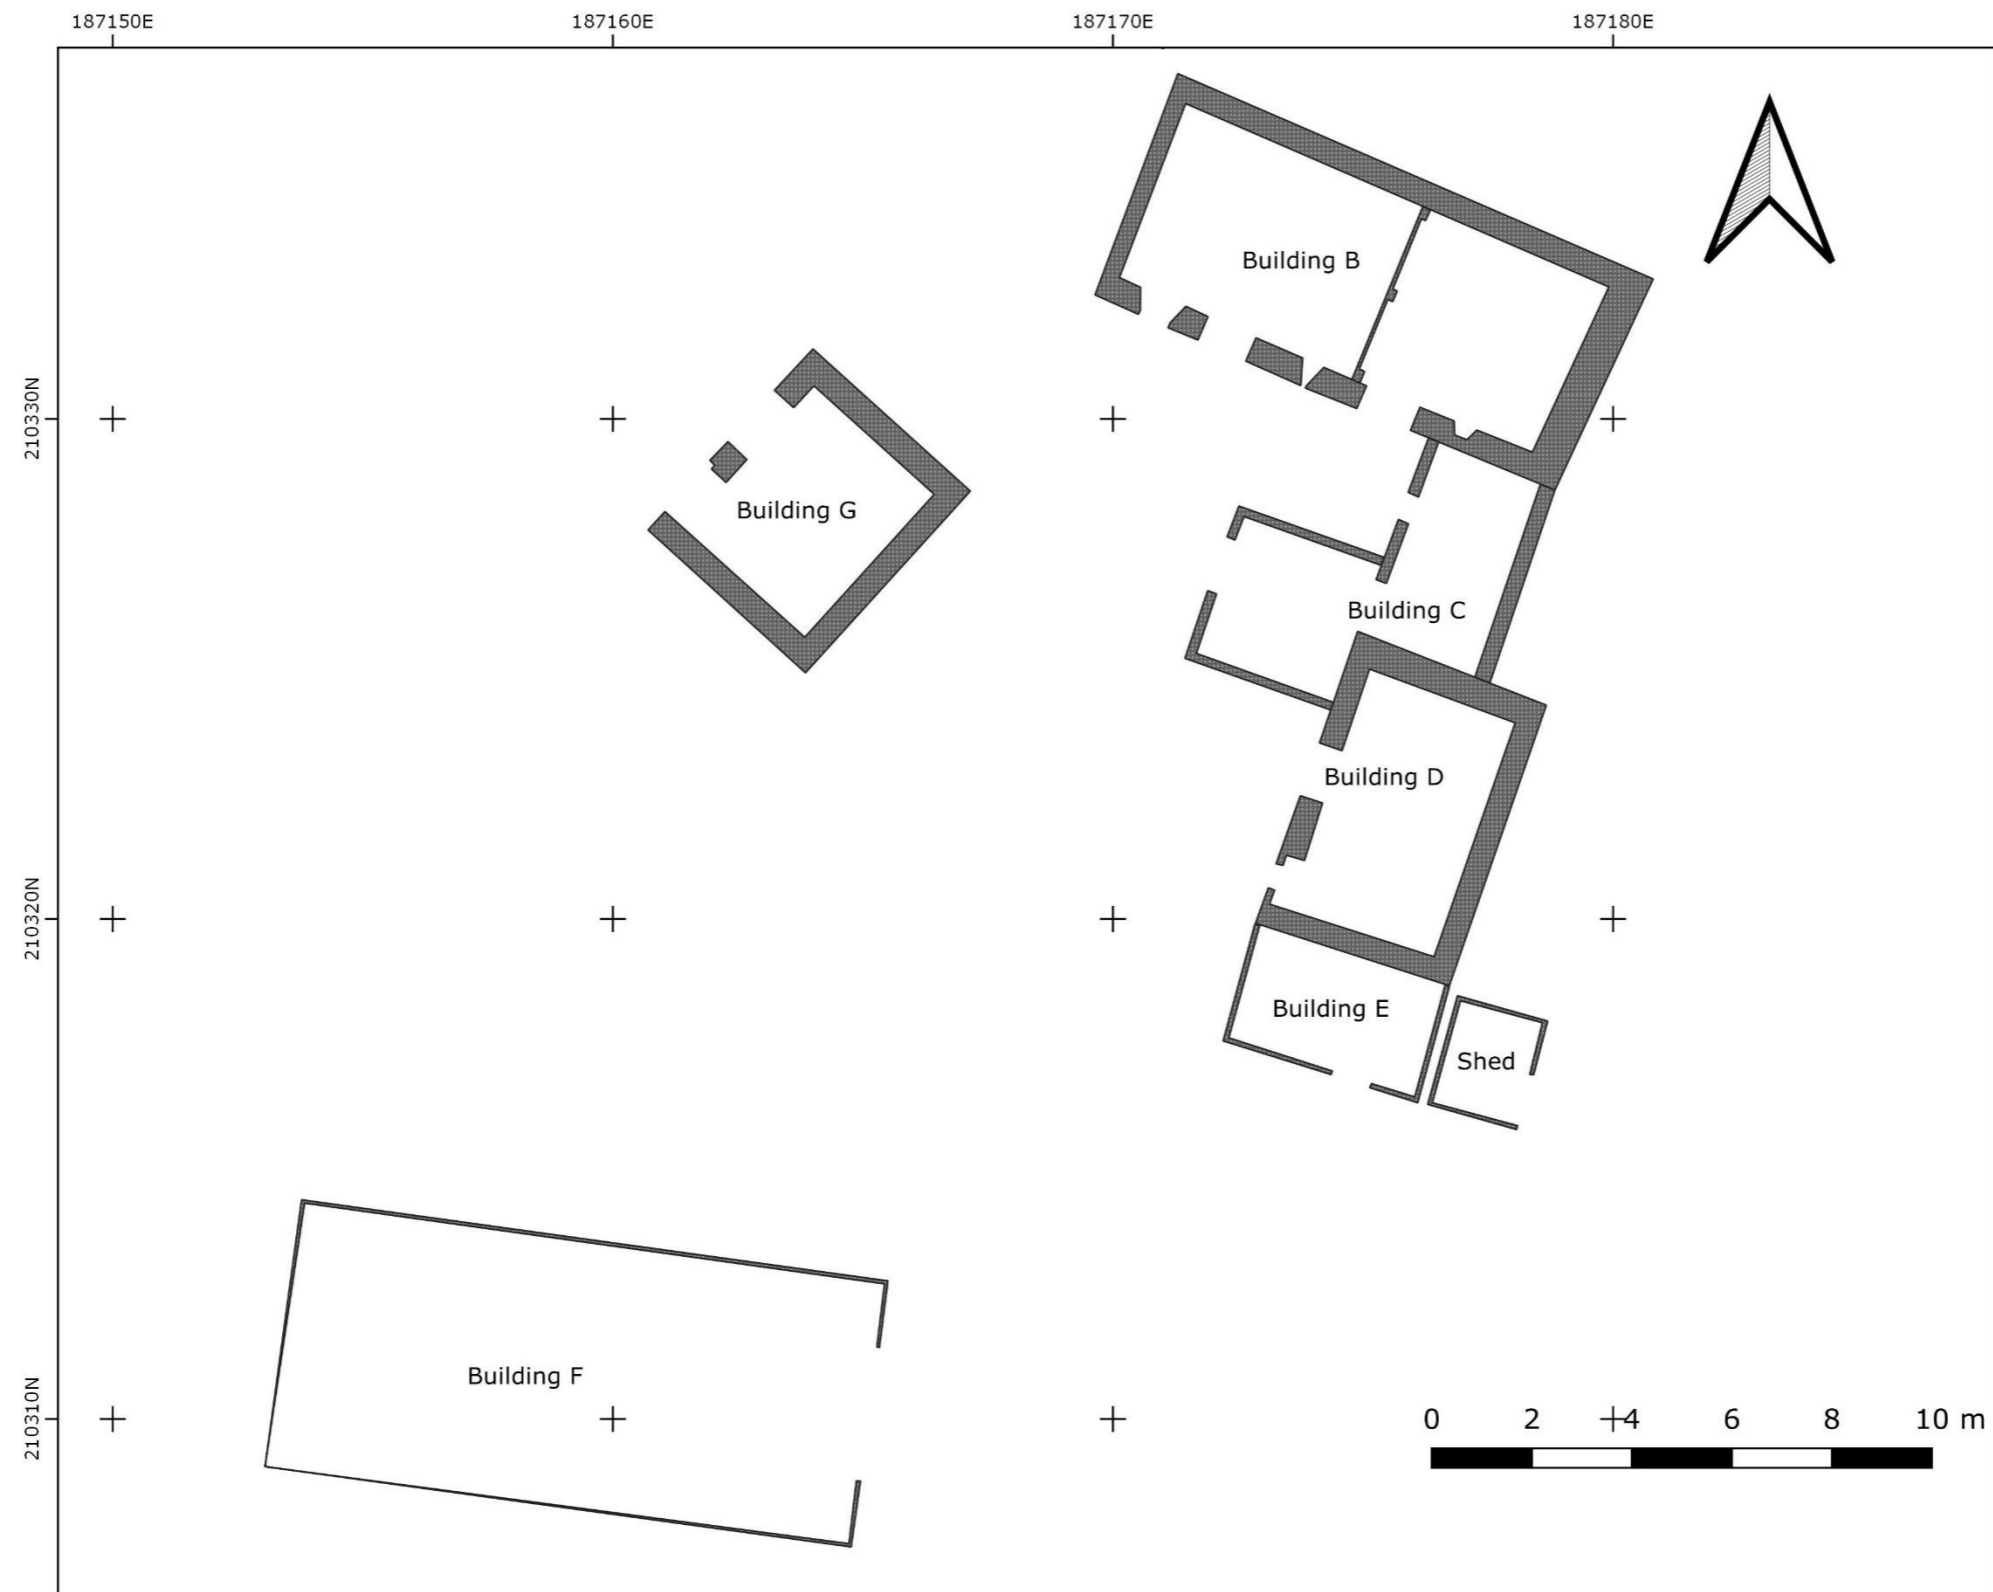 187150E 187160E 187170E 187180E
Building B
210330N
Building G
Building C
Building D
210320N
Building E
Shed
Building F
210310N
0 2 4 6 8 10 m